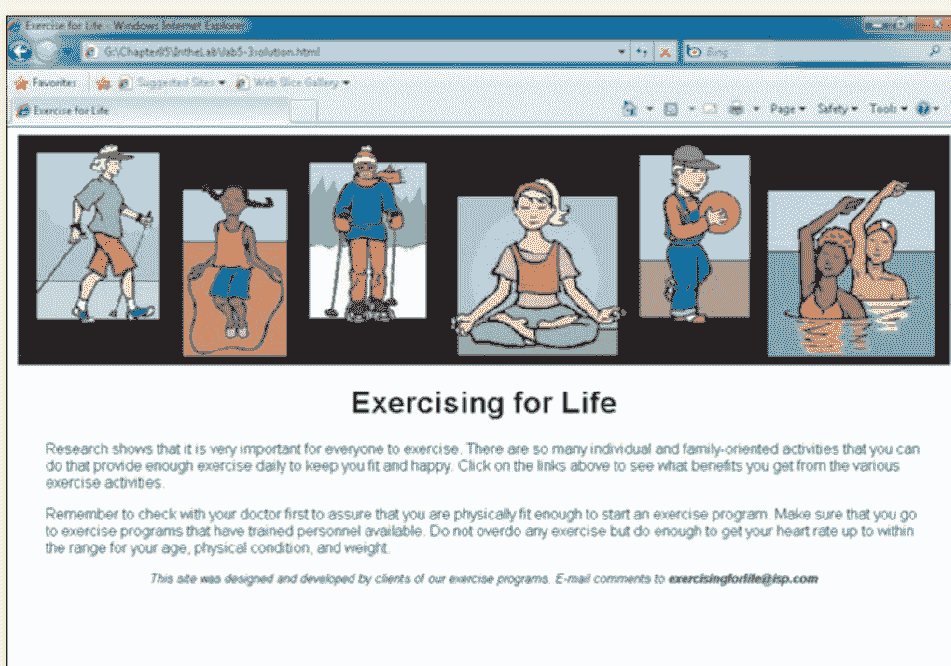 Exercise for Life - Windows Internet Explorer
G:\Chapter05\IntheLab\lab5-3solution.html
Bing
Favorites Suggested Sites Web Slice Gallery
Exercise for Life
Page Safety Tools
Exercising for Life
Research shows that it is very important for everyone to exercise. There are so many individual and family-oriented activities that you can
do that provide enough exercise daily to keep you fit and happy. Click on the links above to see what benefits you get from the various
exercise activities.
Remember to check with your doctor first to assure that you are physically fit enough to start an exercise program. Make sure that you go
to exercise programs that have trained personnel available. Do not overdo any exercise but do enough to get your heart rate up to within
the range for your age, physical condition, and weight.
This site was designed and developed by clients of our exercise programs. E-mail comments to exercisingforlife@isp.com